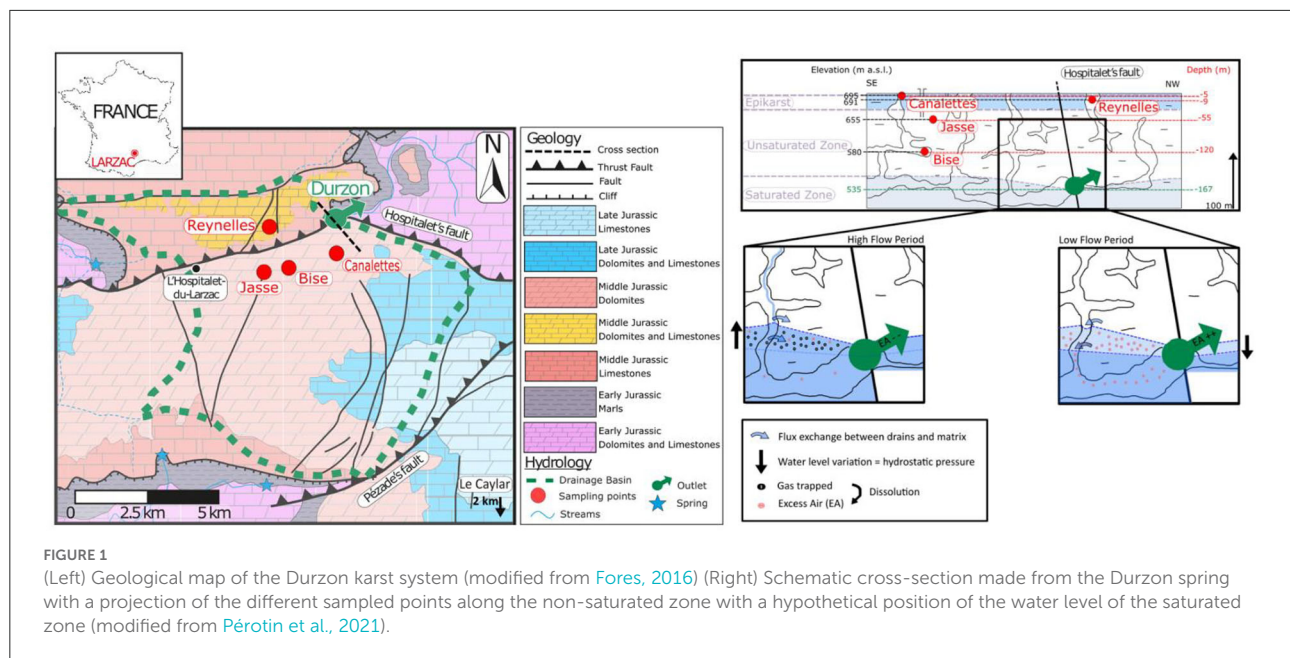 FRANCE
LARZAC
N
Durzon
Reynelles
Hospitalet's fault
Canalettes
Bise
Jasse
L'Hospitalet-
du-Larzac
Pézade's fault
Le Caylar
2 km
0 2.5 km 5 km
Geology
Cross section
Thrust Fault
Fault
Cliff
Late Jurassic
Limestones
Late Jurassic
Dolomites and Limestones
Middle Jurassic
Dolomites
Middle Jurassic
Dolomites and Limestones
Middle Jurassic
Limestones
Early Jurassic
Marls
Early Jurassic
Dolomites and Limestones
Hydrology
Drainage Basin
Sampling points
Streams
Outlet
Spring
Elevation (m a.s.l.)
SE
Hospitalet's fault
NW
Depth (m)
Epikarst
695
691
Canalettes
Reynelles
-5
-9
655
Jasse
-55
Unsaturated Zone
580
Bise
-120
Saturated Zone
535
-167
100 m
High Flow Period
Low Flow Period
EA --
EA ++
Flux exchange between drains and matrix
Water level variation = hydrostatic pressure
Gas trapped
Dissolution
Excess Air (EA)
FIGURE 1
(Left) Geological map of the Durzon karst system (modified from Fores, 2016) (Right) Schematic cross-section made from the Durzon spring
with a projection of the different sampled points along the non-saturated zone with a hypothetical position of the water level of the saturated
zone (modified from Pérotin et al., 2021).